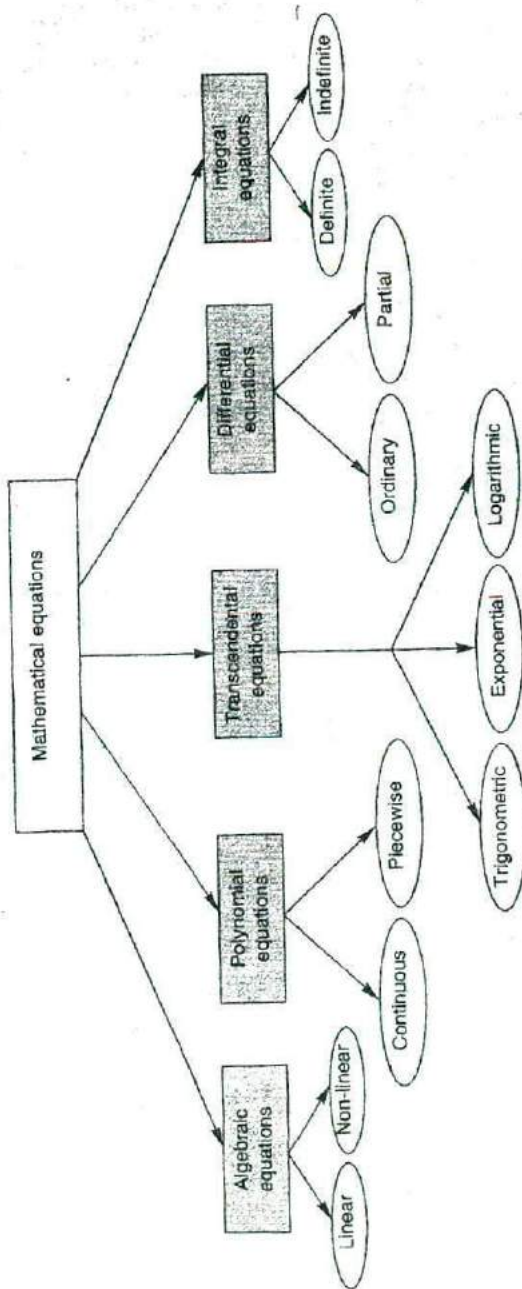 Mathematical equations
Algebraic
equations
Polynomial
equations
Transcendental
equations
Differential
equations
Integral
equations
Linear
Non-linear
Continuous
Piecewise
Trigonometric
Exponential
Logarithmic
Ordinary
Partial
Definite
Indefinite